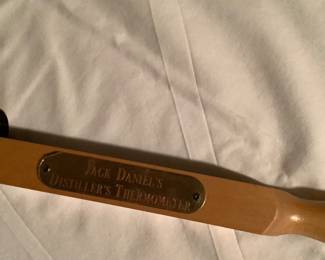 Jack Daniel's
Distiller's Thermometer